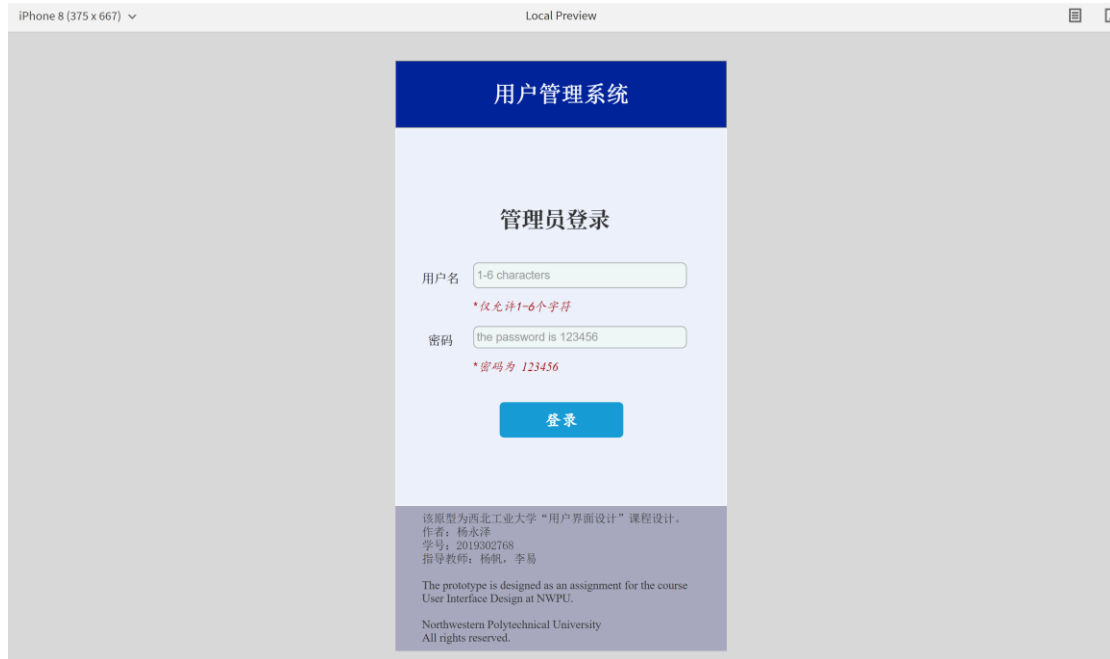 iPhone 8 (375 x 667)
Local Preview
用户管理系统
管理员登录
用户名
1-6 characters
*仅允许1-6个字符
密码
the password is 123456
*密码为 123456
登录
该原型为西北工业大学“用户界面设计”课程设计。
作者：杨永泽
学号：2019302768
指导教师：杨帆，李易
The prototype is designed as an assignment for the course
User Interface Design at NWPU.
Northwestern Polytechnical University
All rights reserved.